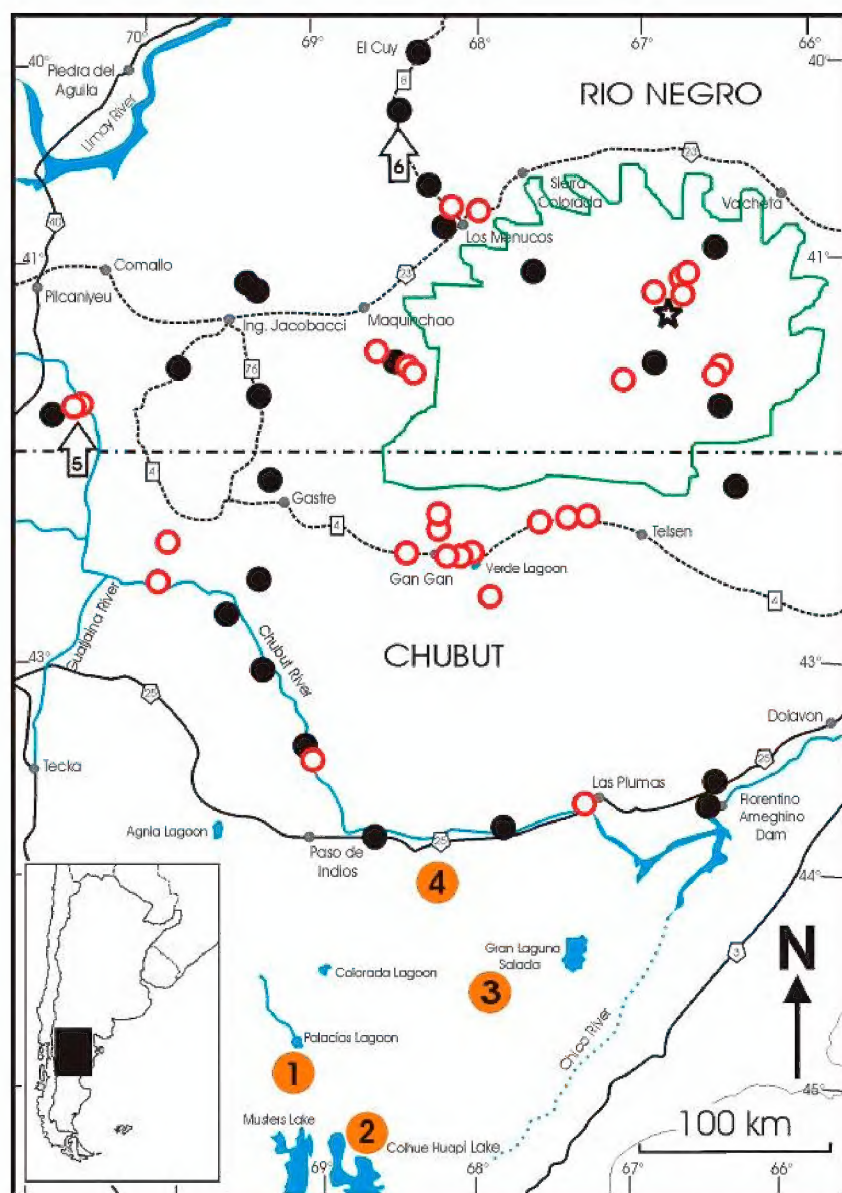 70°
69°
68°
67°
66°
40°
40°
El Cuy
Piedra del
Aguila
Limay River
8
RIO NEGRO
6
23
Sierra
Colorada
Valcheta
40
Los Menucos
41°
41°
Comallo
23
Pilcaniyeu
Ing. Jacobacci
Maquinchao
76
5
4
Gastre
4
Telsen
Gan Gan
Verde Lagoon
4
Gualjaina River
Chubut River
CHUBUT
43°
43°
25
Dolavon
Tecka
Las Plumas
25
Florentino
Ameghino
Dam
Agnia Lagoon
Paso de
Indios
25
4
44°
Gran Laguna
Salada
3
N
Colorada Lagoon
3
Chico River
Palacios Lagoon
1
45°
Musters Lake
2
Colhue Huapi Lake
100 km
69°
68°
67°
66°